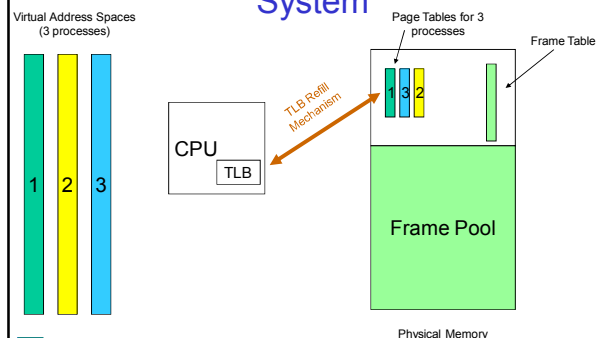 System
Virtual Address Spaces
(3 processes)
Page Tables for 3
processes
Frame Table
1
3
2
TLB Refill
Mechanism
CPU
TLB
1
2
3
Frame Pool
Physical Memory